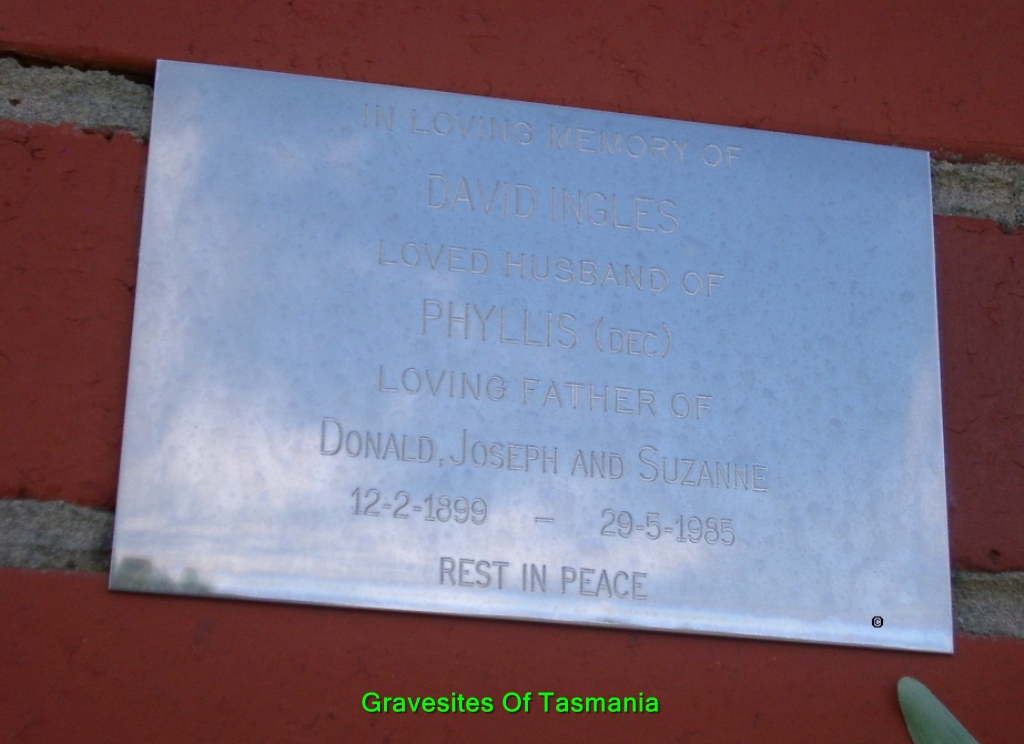 IN LOVING MEMORY OF
DAVID INGLES
LOVED HUSBAND OF
PHYLLIS (DEC)
LOVING FATHER OF
DONALD, JOSEPH AND SUZANNE
12-2-1899 – 29-5-1985
REST IN PEACE
©
Gravesites Of Tasmania